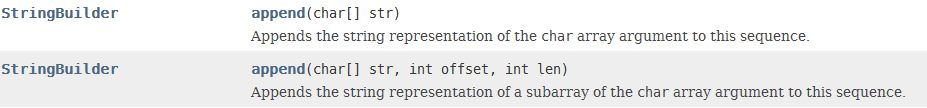 StringBuilder append(char[] str)
Appends the string representation of the char array argument to this sequence.
StringBuilder append(char[] str, int offset, int len)
Appends the string representation of a subarray of the char array argument to this sequence.